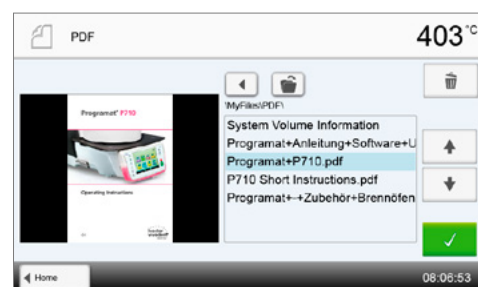 PDF
403°C
\MyFiles\PDF\
System Volume Information
Programat+Anleitung+Software+U
Programat+P710.pdf
P710 Short Instructions.pdf
Programat+-+Zubehör+Brennöfen
Programat® P710
Operating Instructions
Home
08:06:53